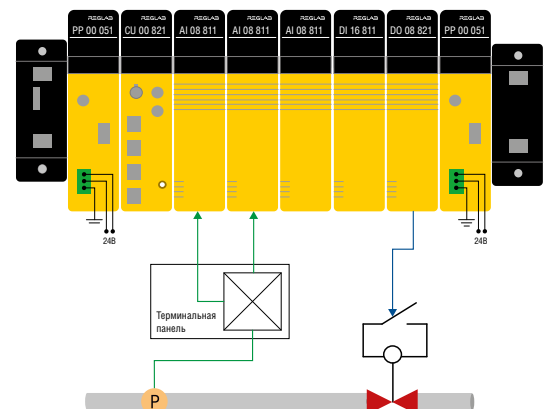 REGLAB REGLAB REGLAB REGLAB REGLAB REGLAB REGLAB REGLAB
PP 00 051 CU 00 821 AI 08 811 AI 08 811 AI 08 811 DI 16 811 DO 08 821 PP 00 051
24В 24В
Терминальная
панель
P